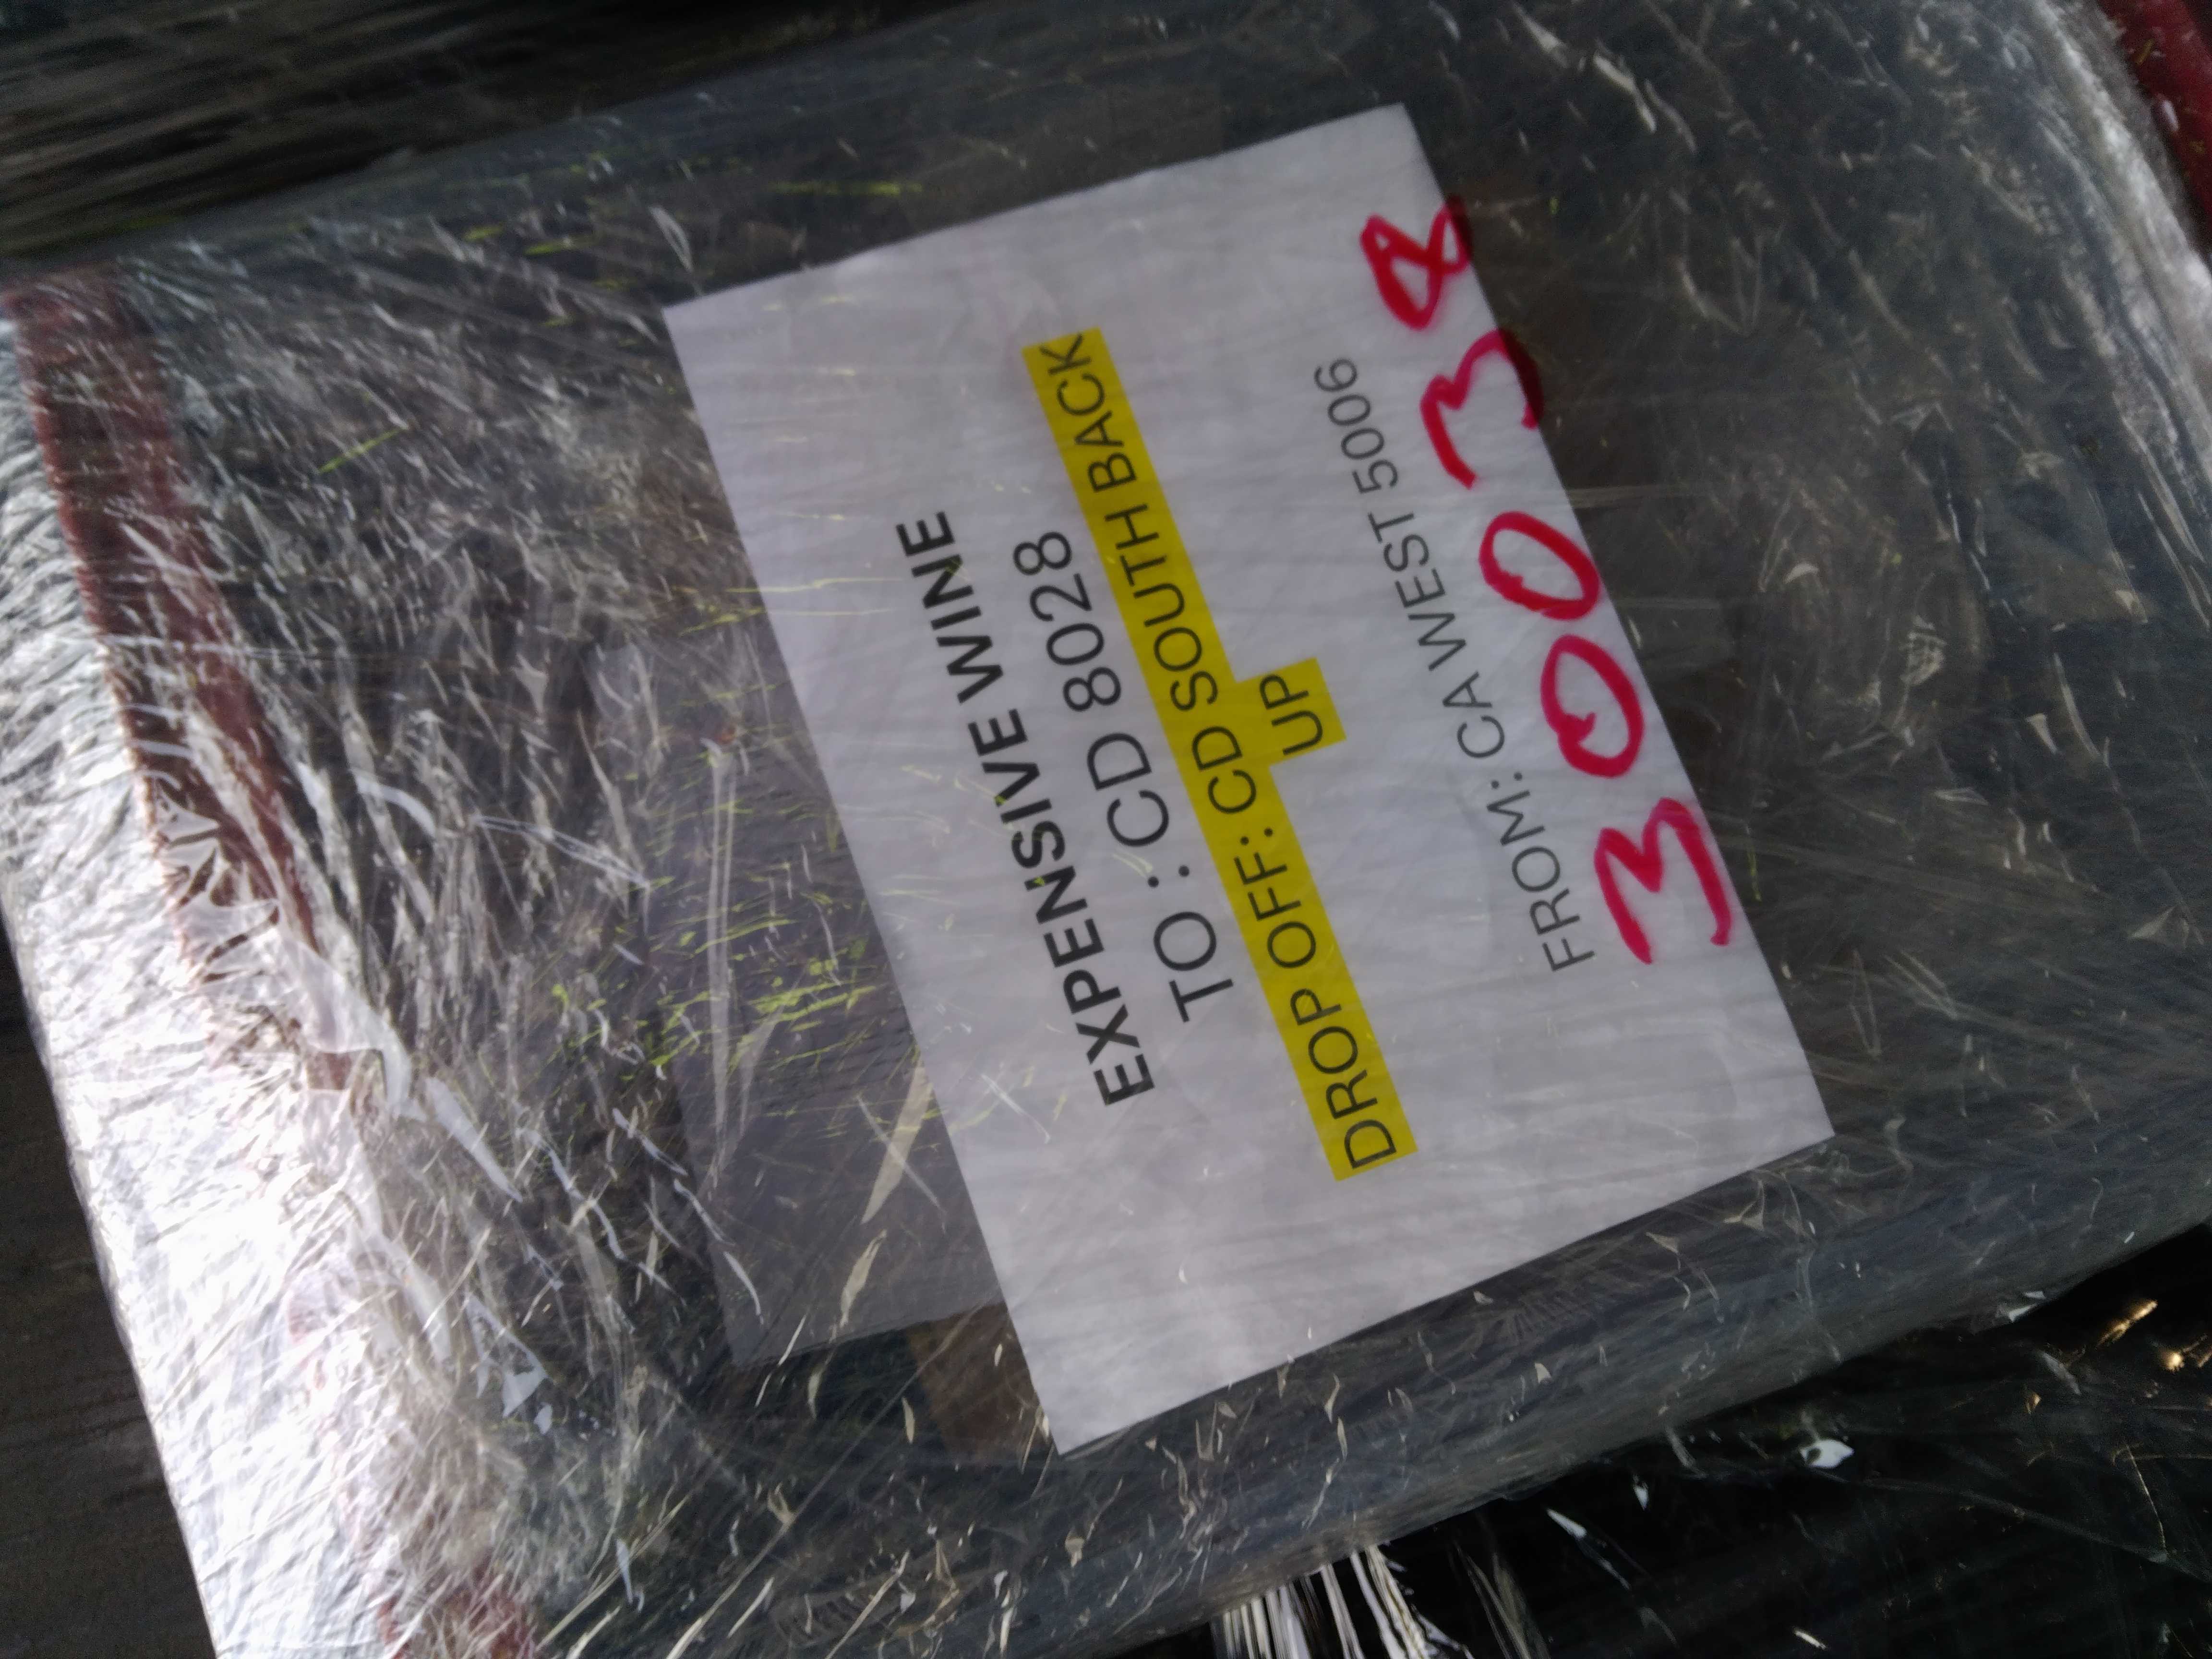 EXPENSIVE WINE
TO : CD 8028
DROP OFF: CD SOUTH BACK
UP
FROM: CA WEST 5006
30038